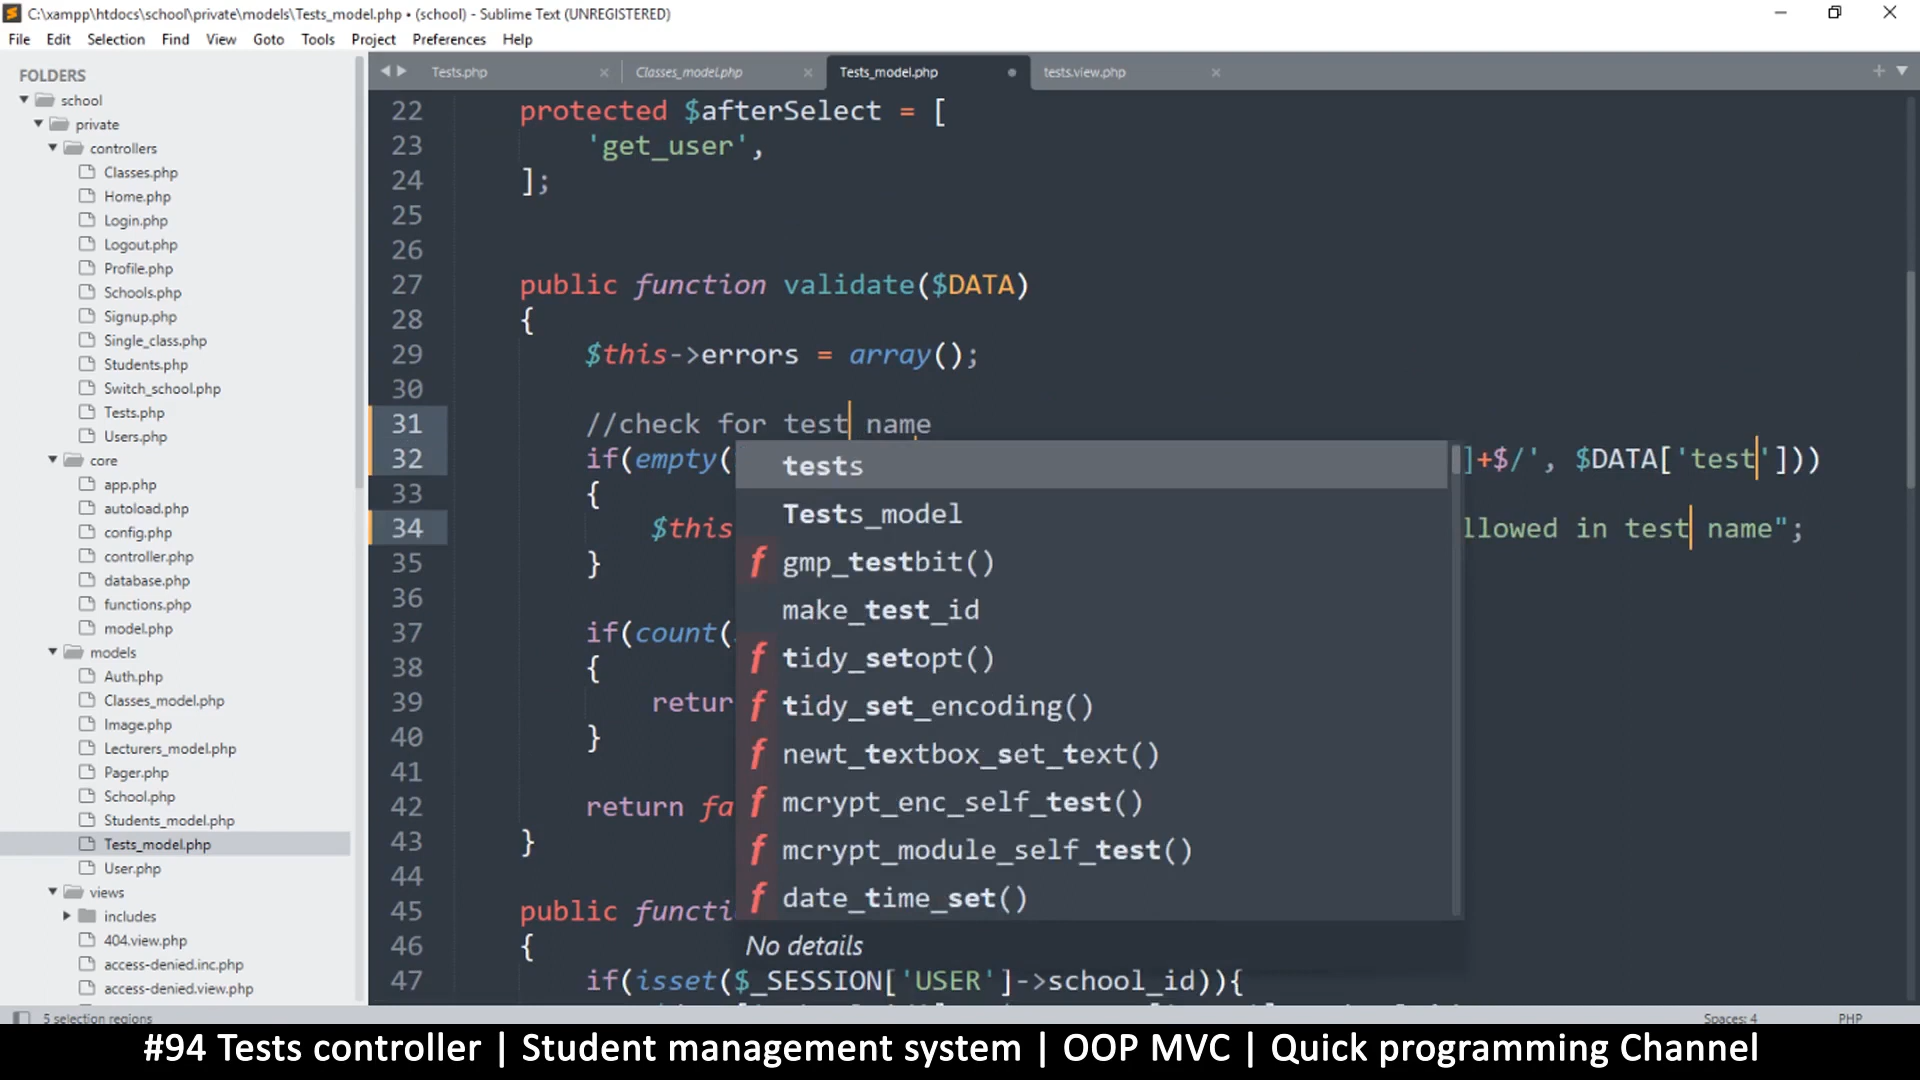 C:\xampp\htdocs\school\private\models\Tests_model.php • (school) - Sublime Text (UNREGISTERED)
File Edit Selection Find View Goto Tools Project Preferences Help
FOLDERS
school
private
controllers
Classes.php
Home.php
Login.php
Logout.php
Profile.php
Schools.php
Signup.php
Single_class.php
Students.php
Switch_school.php
Tests.php
Users.php
core
app.php
autoload.php
config.php
controller.php
database.php
functions.php
model.php
models
Auth.php
Classes_model.php
Image.php
Lecturers_model.php
Pager.php
School.php
Students_model.php
Tests_model.php
User.php
views
includes
404.view.php
access-denied.inc.php
access-denied.view.php
Tests.php Classes_model.php Tests_model.php tests.view.php
22 protected $afterSelect = [
23 'get_user',
24 ];
25
26
27 public function validate($DATA)
28 {
29 $this->errors = array();
30
31 //check for test name
32 if(empty( ]+$/', $DATA['test']))
33 {
34 $this llowed in test name";
35 }
36
37 if(count(
38 {
39 retur
40 }
41
42 return fa
43 }
44
45 public functi
46 {
47 if(isset($_SESSION['USER']->school_id)){
tests
Tests_model
f gmp_testbit()
make_test_id
f tidy_setopt()
f tidy_set_encoding()
f newt_textbox_set_text()
f mcrypt_enc_self_test()
f mcrypt_module_self_test()
f date_time_set()
No details
5 selection regions Spaces: 4 PHP
#94 Tests controller | Student management system | OOP MVC | Quick programming Channel